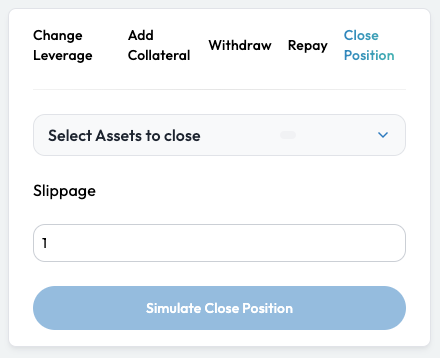 Change Leverage
Add Collateral
Withdraw
Repay
Close Position
Select Assets to close
Slippage
1
Simulate Close Position